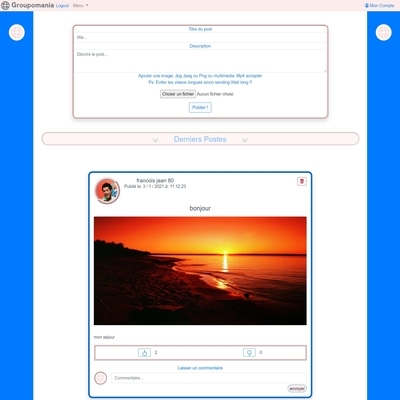 Groupomania Logout Menu Mon Compte
Titre du post
titre...
Description
Décrire le post...
Ajouter une image: Jpg Jpeg ou Png ou multimedia: Mp4 accepter
Ps: Eviter les videos longues sinon sending Wait long !!
Choisir un fichier Aucun fichier choisi
Publier !
Derniers Postes
francois jean 80
Publié le: 3 / 1 / 2021 à 11:12:23
bonjour
mon sejour
Laisser un commentaire
Commentaire...
envoyer